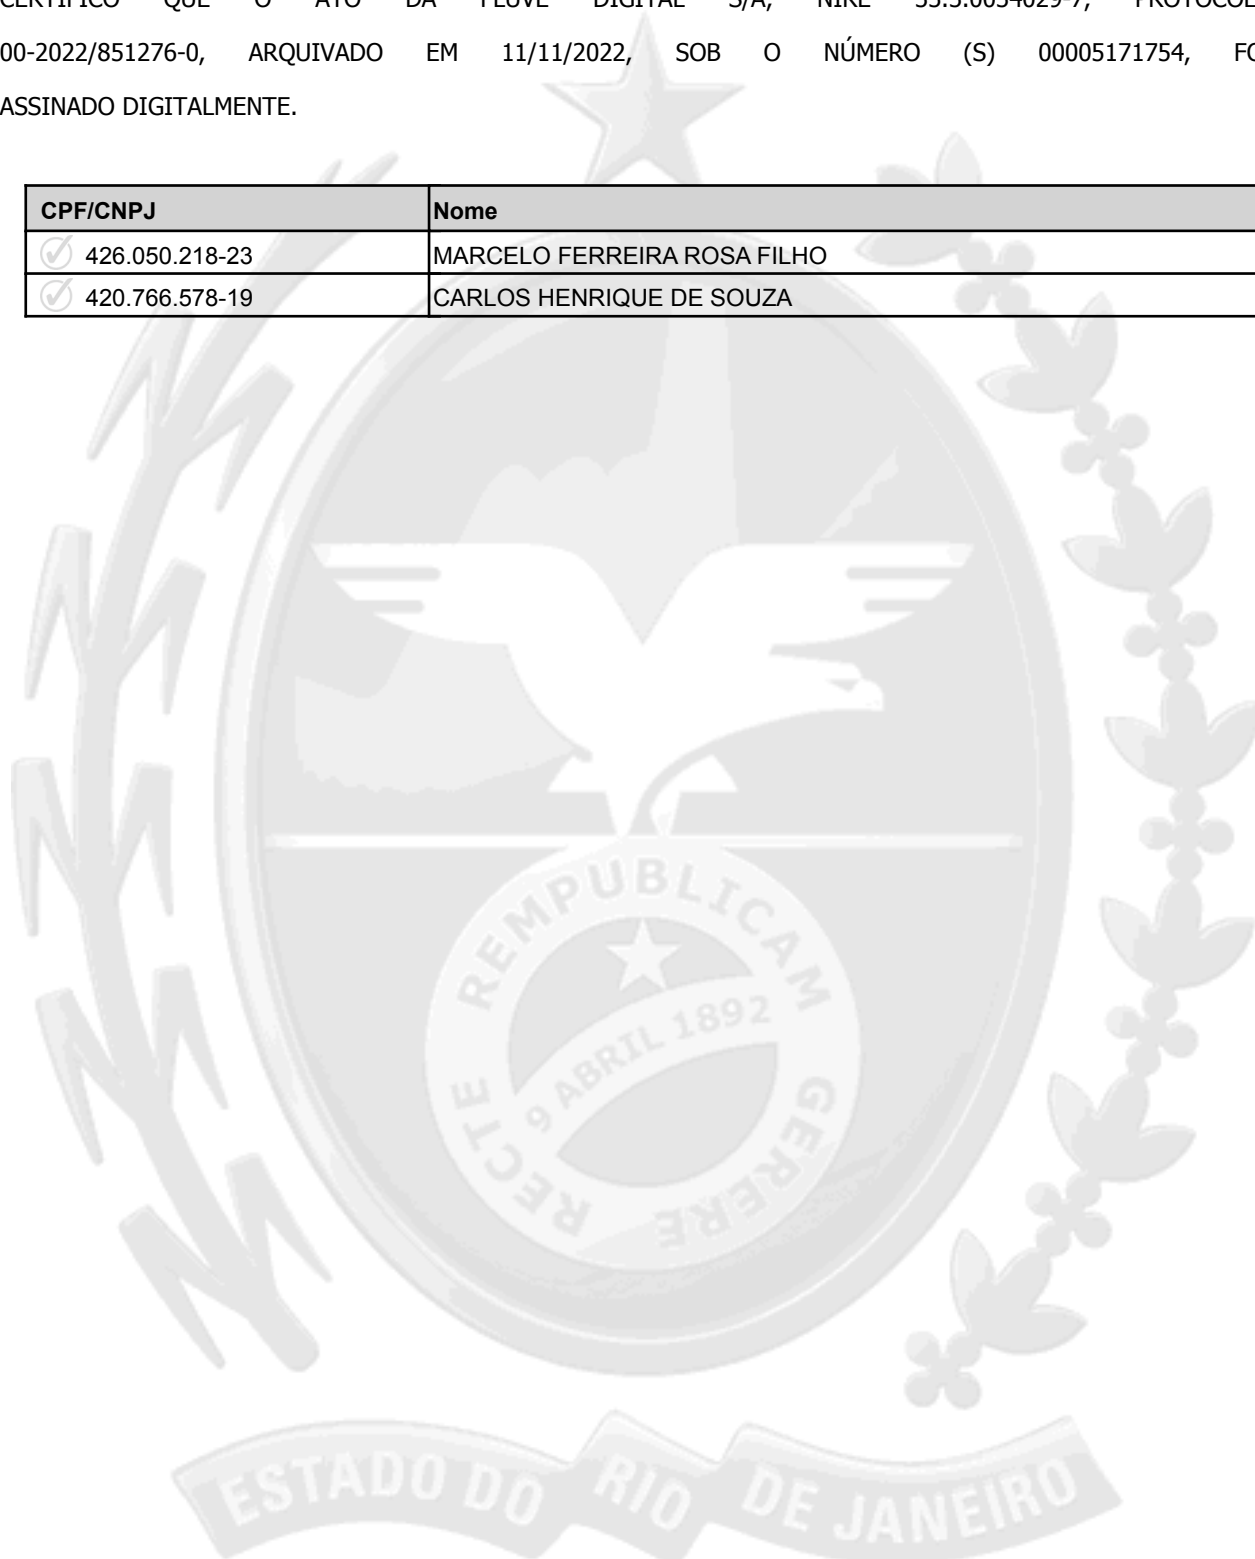 CERTIFICO QUE O ATO DA DIGITAL S/A, NIRE PROTOCOLO
00-2022/851276-0, ARQUIVADO EM 11/11/2022, SOB O NÚMERO (S) 00005171754, FO
ASSINADO DIGITALMENTE.
CPF/CNPJ Nome
426.050.218-23 MARCELO FERREIRA ROSA FILHO
420.766.578-19 CARLOS HENRIQUE DE SOUZA
REMPUBLICAM
9 ABRIL 1892
RECTE GERERE
ESTADO DO RIO DE JANEIRO